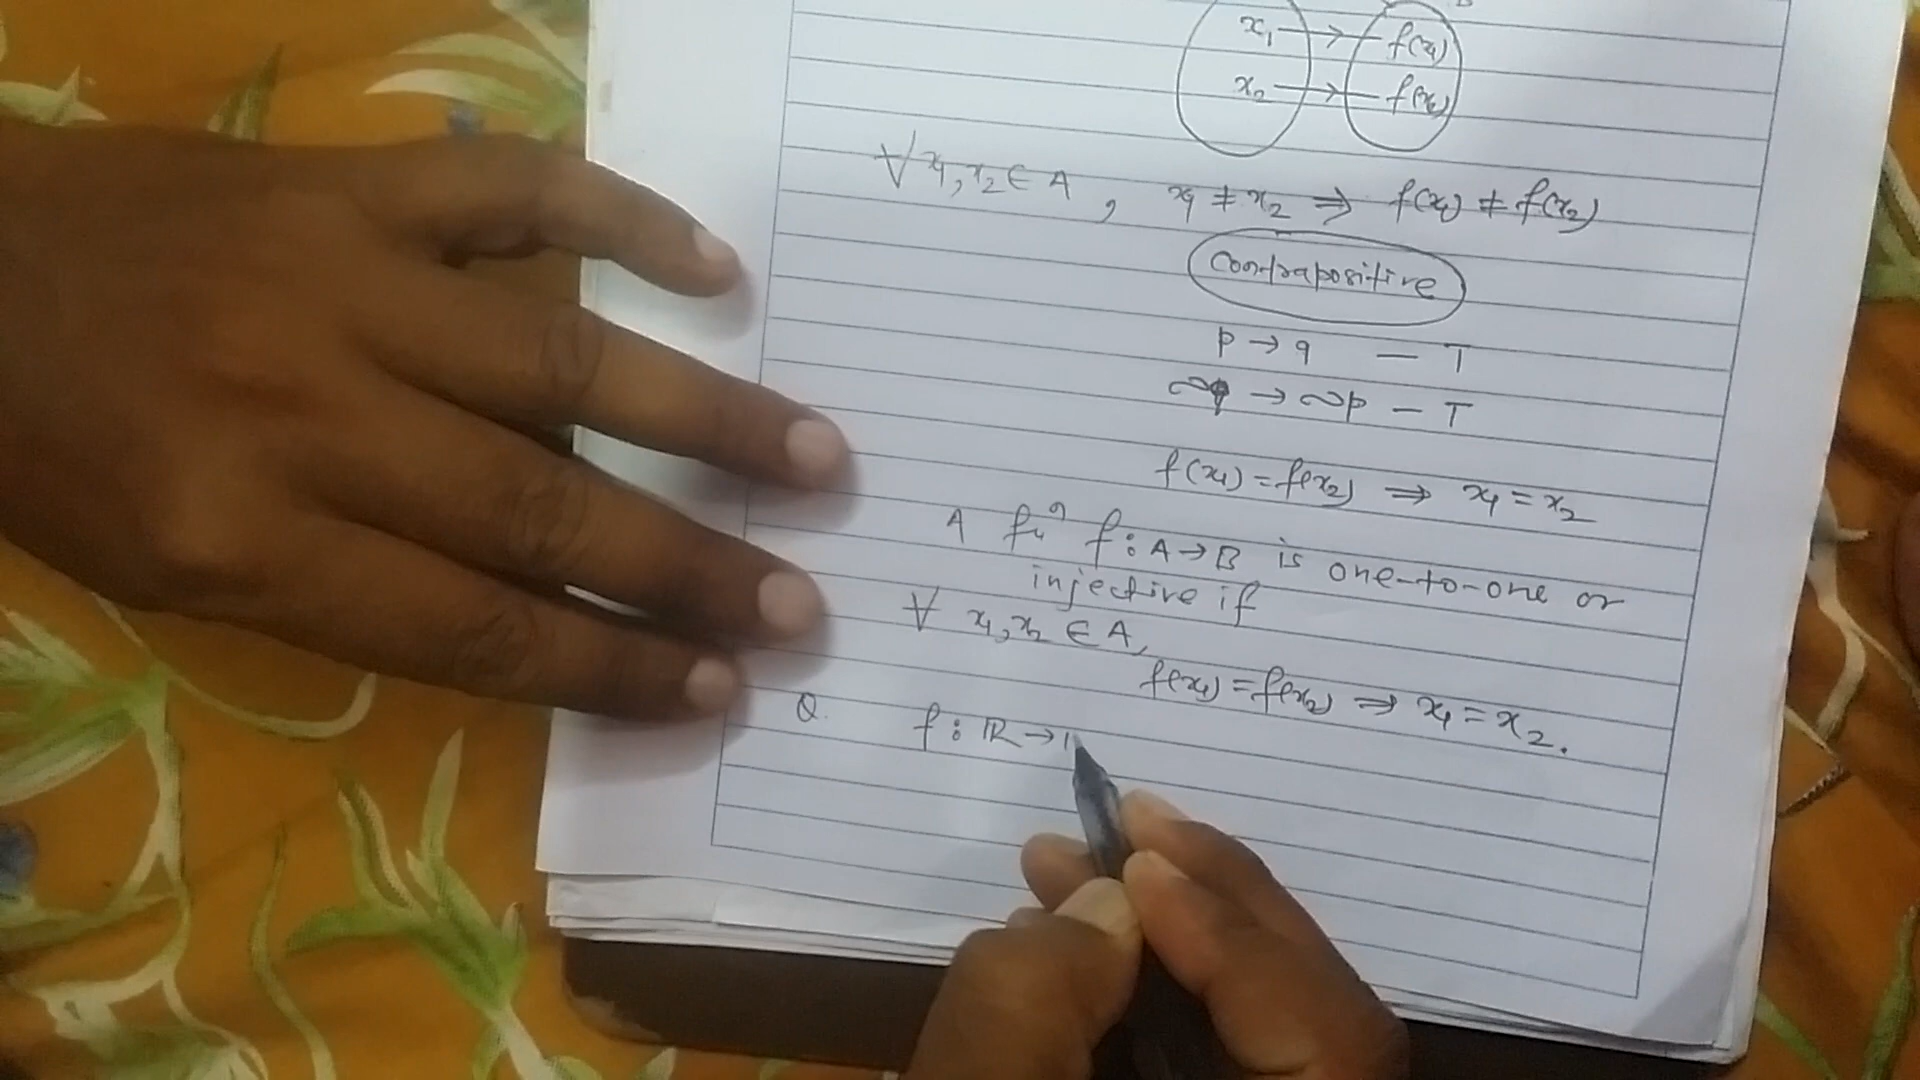 x₁ → f(x₁)
x₂ → f(x₂)
∀ x₁, x₂ ∈ A, x₁ ≠ x₂ ⇒ f(x₁) ≠ f(x₂)
Contrapositive
p → q — T
~q → ~p — T
f(x₁) = f(x₂) ⇒ x₁ = x₂
A fuⁿ f : A → B is one-to-one or
injective if
∀ x₁, x₂ ∈ A,
f(x₁) = f(x₂) ⇒ x₁ = x₂.
Q. f : ℝ →